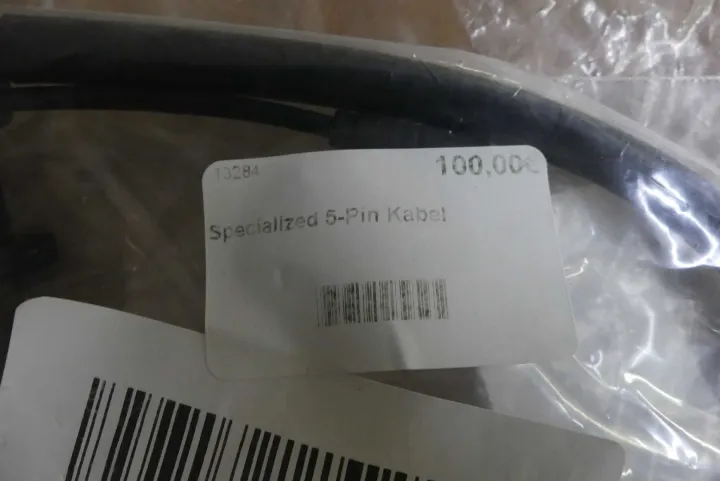 13284
100,00€
Specialized 5-Pin Kabel